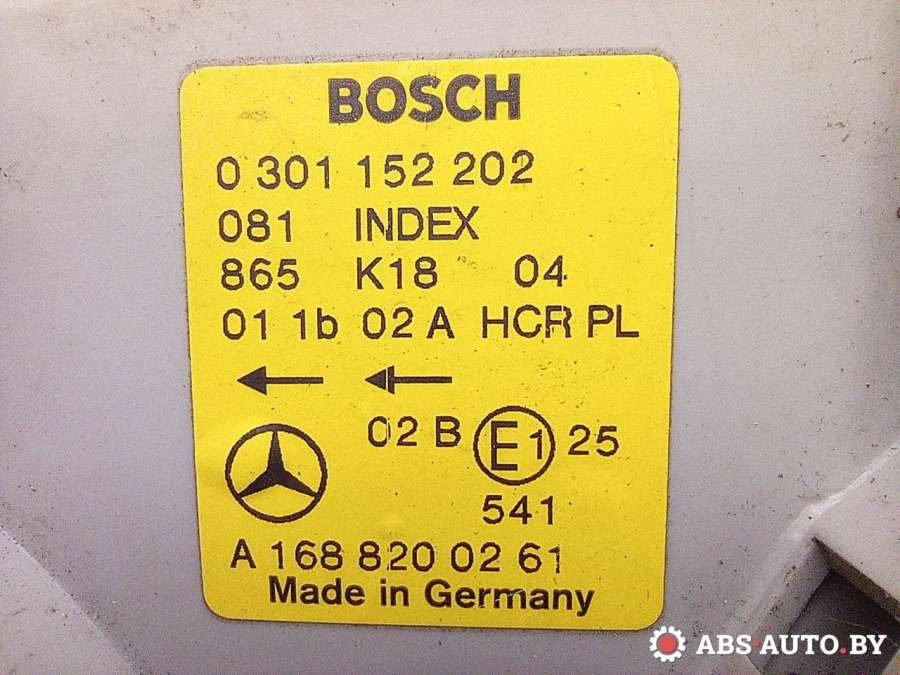 BOSCH
0 301 152 202
081 INDEX
865 K18 04
01 1b 02 A HCR PL
02 B E1 25
541
A 168 820 02 61
Made in Germany
ABS-AUTO.BY